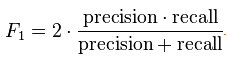 F₁ = 2 · precision · recall / precision + recall